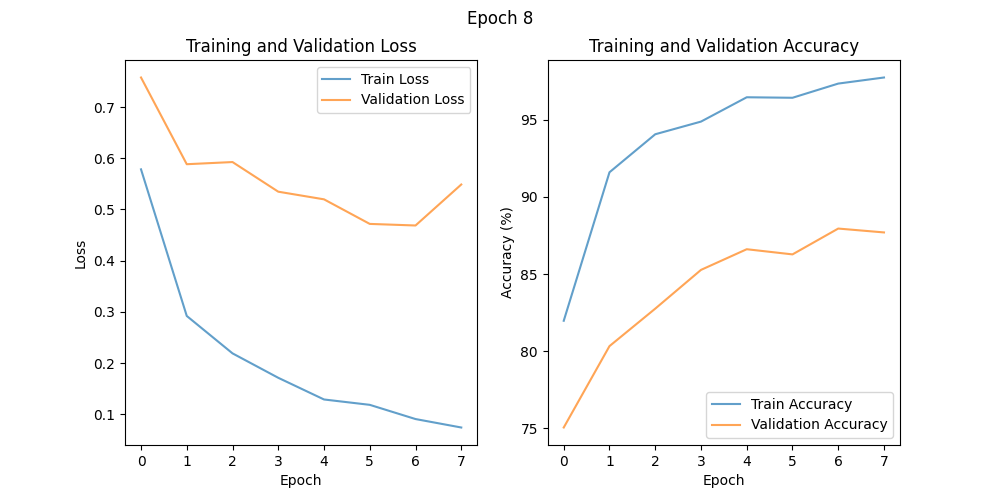 Epoch 8
Training and Validation Loss
Train Loss
Validation Loss
0.7
0.6
0.5
0.4
0.3
0.2
0.1
Loss
0 1 2 3 4 5 6 7
Epoch
Training and Validation Accuracy
95
90
85
80
75
Accuracy (%)
Train Accuracy
Validation Accuracy
0 1 2 3 4 5 6 7
Epoch